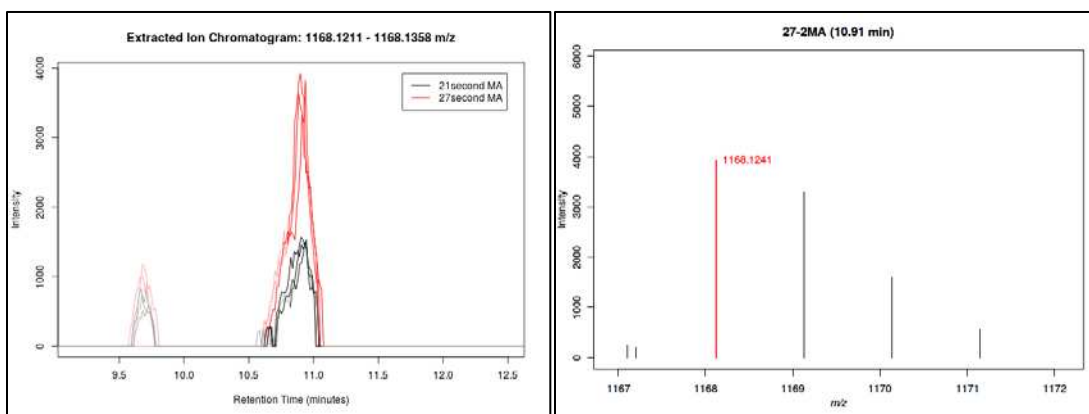 Extracted Ion Chromatogram: 1168.1211 - 1168.1358 m/z
21second MA
27second MA
Intensity
4000
3000
2000
1000
0
9.5 10.0 10.5 11.0 11.5 12.0 12.5
Retention Time (minutes)
27-2MA (10.91 min)
1168.1241
Intensity
6000
5000
4000
3000
2000
1000
0
1167 1168 1169 1170 1171 1172
m/z